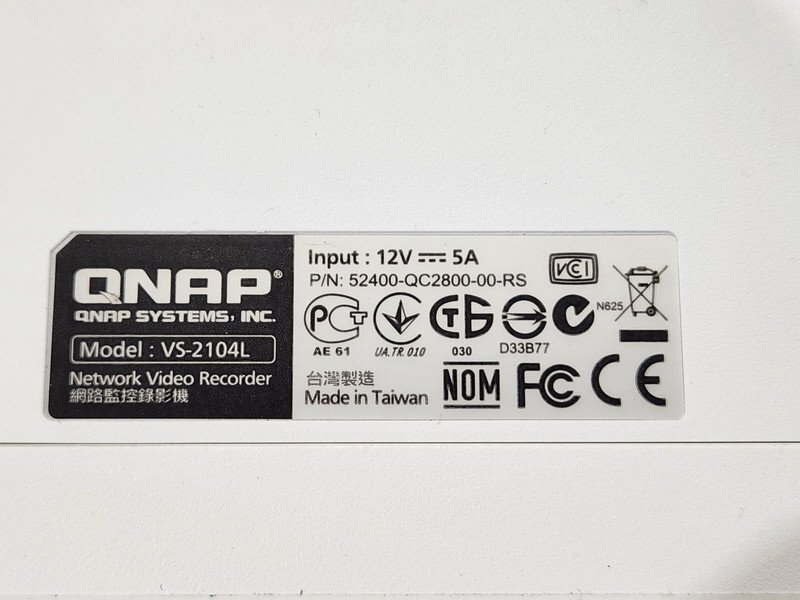 QNAP®
QNAP SYSTEMS, INC.
Model : VS-2104L
Network Video Recorder
網路監控錄影機
Input : 12V ⎓ 5A
P/N: 52400-QC2800-00-RS
VCI
N625
AE 61
UA.TR.010
030
D33B77
台灣製造
Made in Taiwan
NOM
FC
CE